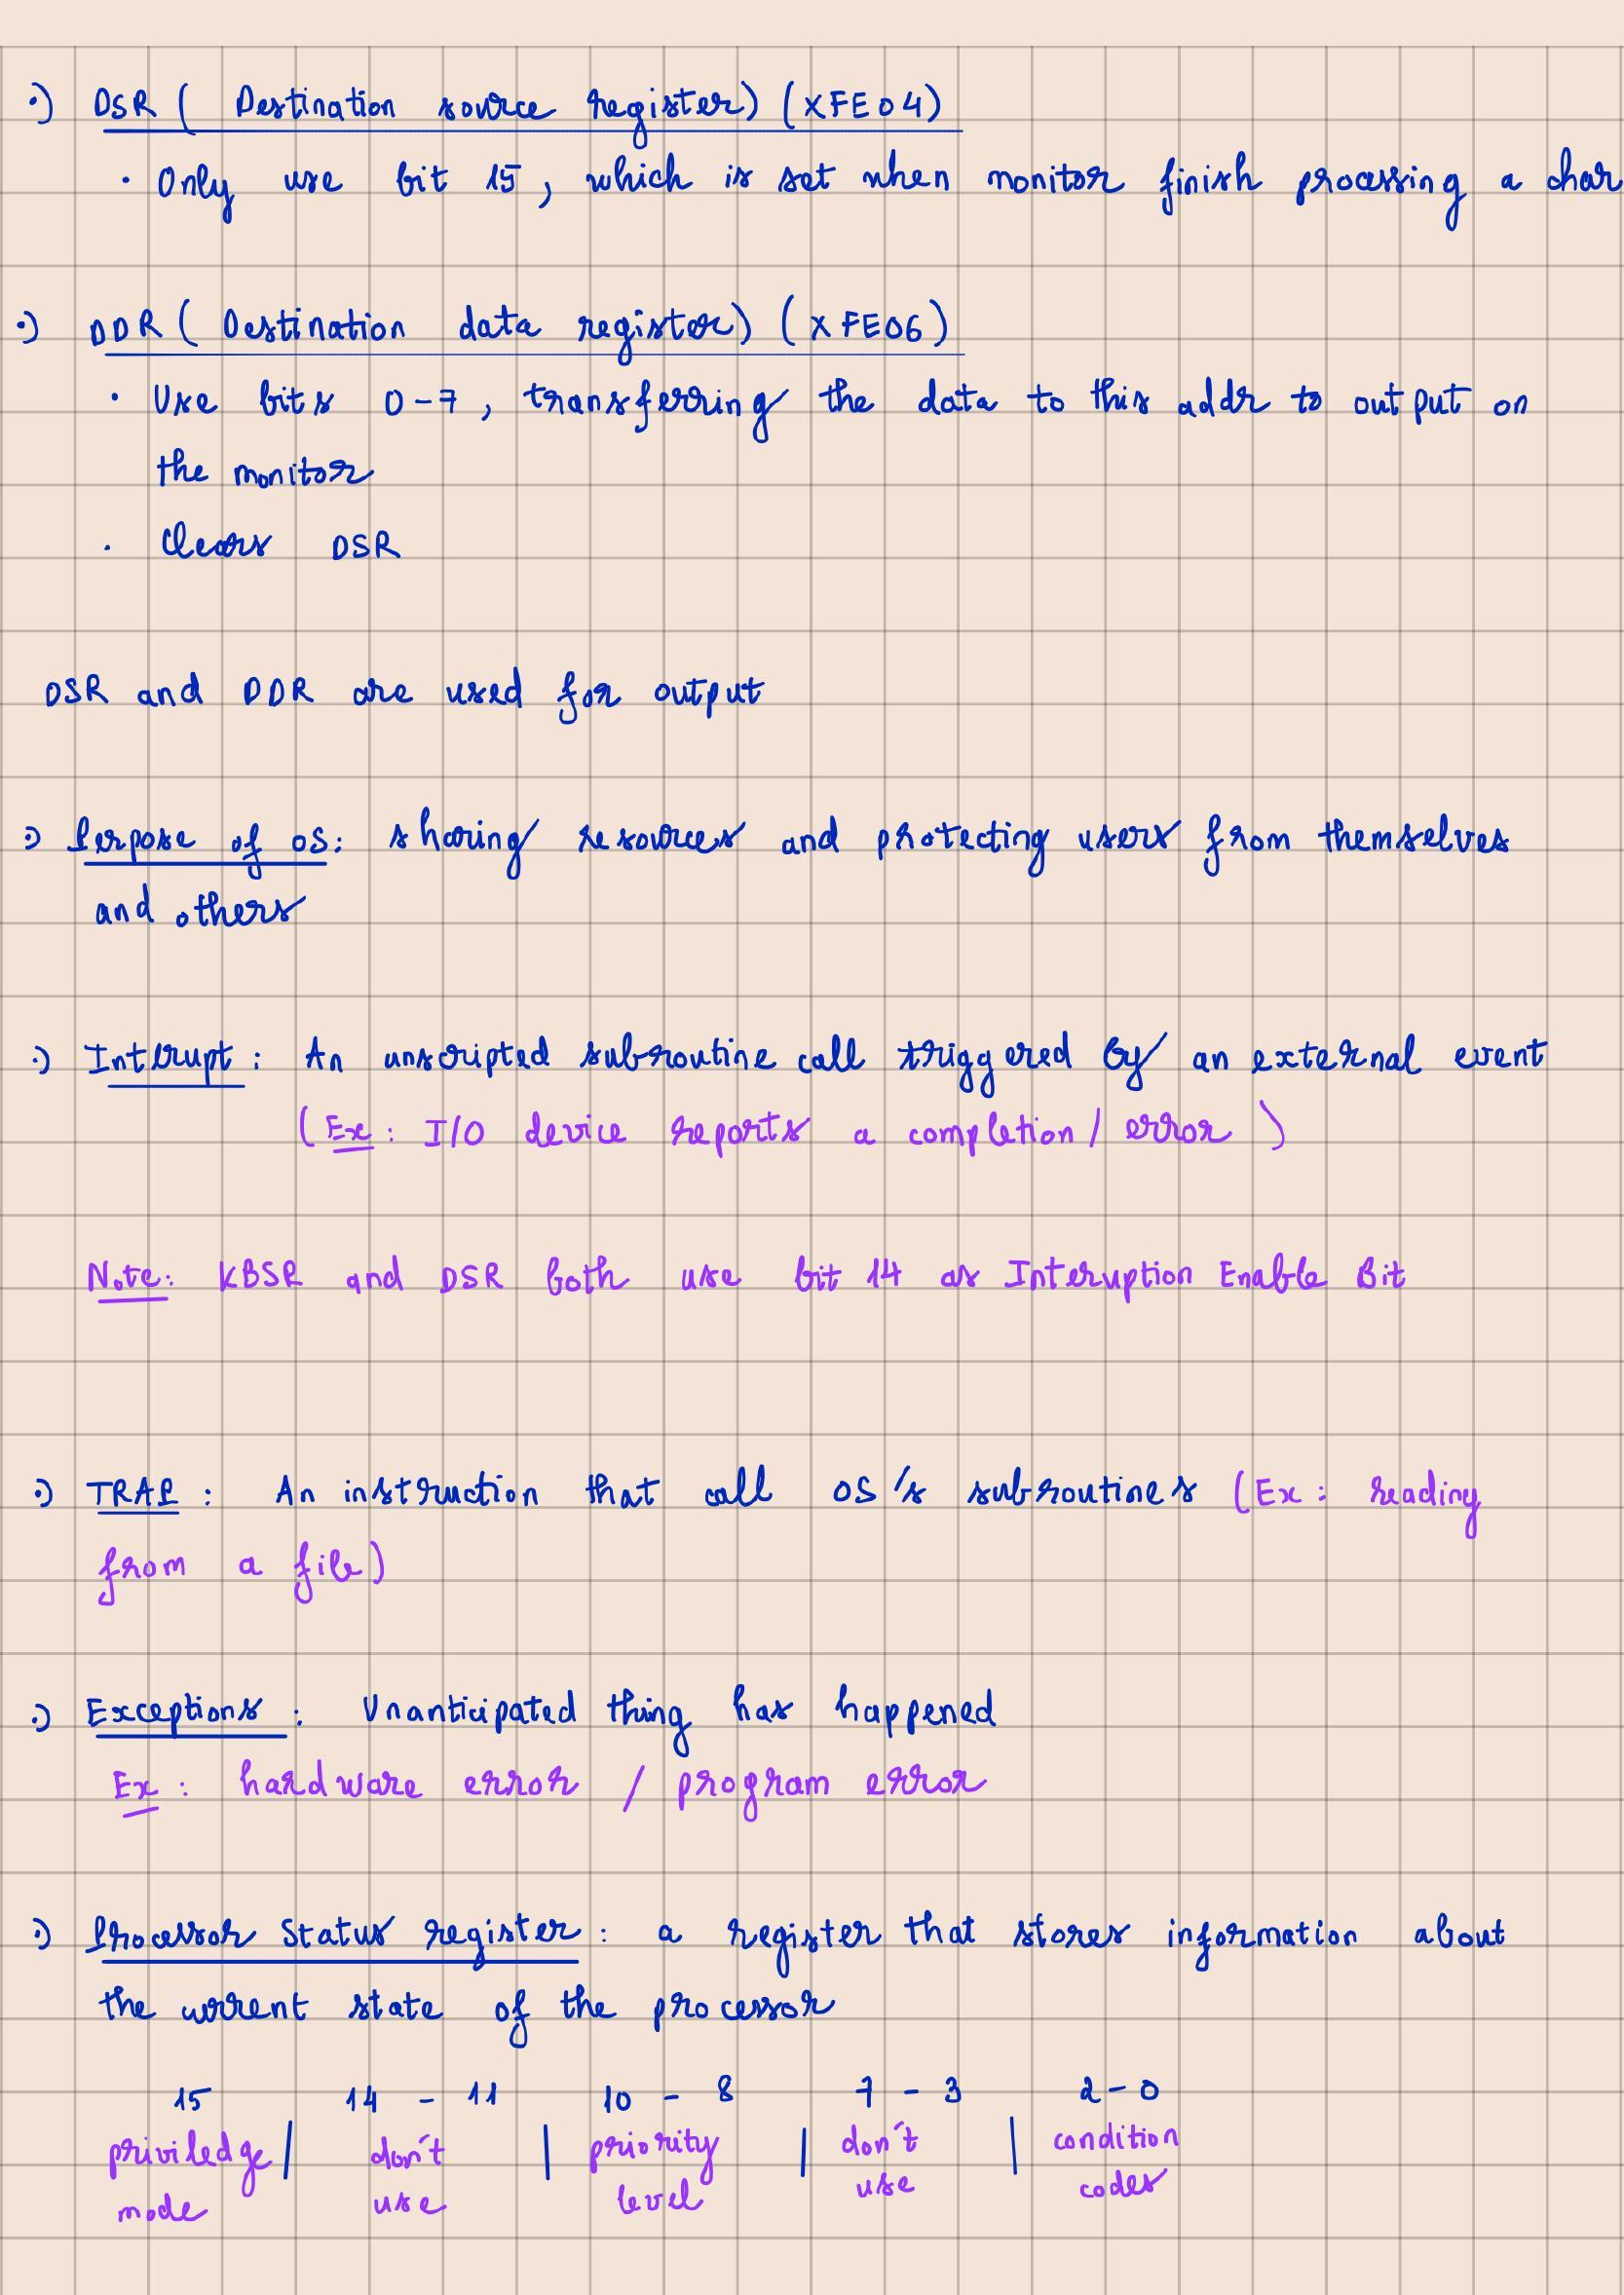 :) DSR ( Destination source register) (xFE04)
· Only use bit 15, which is set when monitor finish processing a char
:) DDR ( Destination data register) (xFE06)
· Use bits 0-7, transferring the data to this addr to output on
the monitor
· Clears DSR
DSR and DDR are used for output
:) Perpose of OS: sharing resources and protecting users from themselves
and others
:) Interupt: An unscripted subroutine call triggered by an external event
(Ex: I/O device reports a completion / error )
Note: KBSR and DSR both use bit 14 as Interuption Enable Bit
:) TRAP : An instruction that call OS's subroutines (Ex: reading
from a file)
:) Exceptions : Unanticipated thing has happened
Ex : hardware error / program error
:) Processor Status register : a register that stores information about
the current state of the processor
15 14 - 11 10 - 8 7 - 3 2-0
priviledge | don't | priority | don't | condition
mode use level use codes